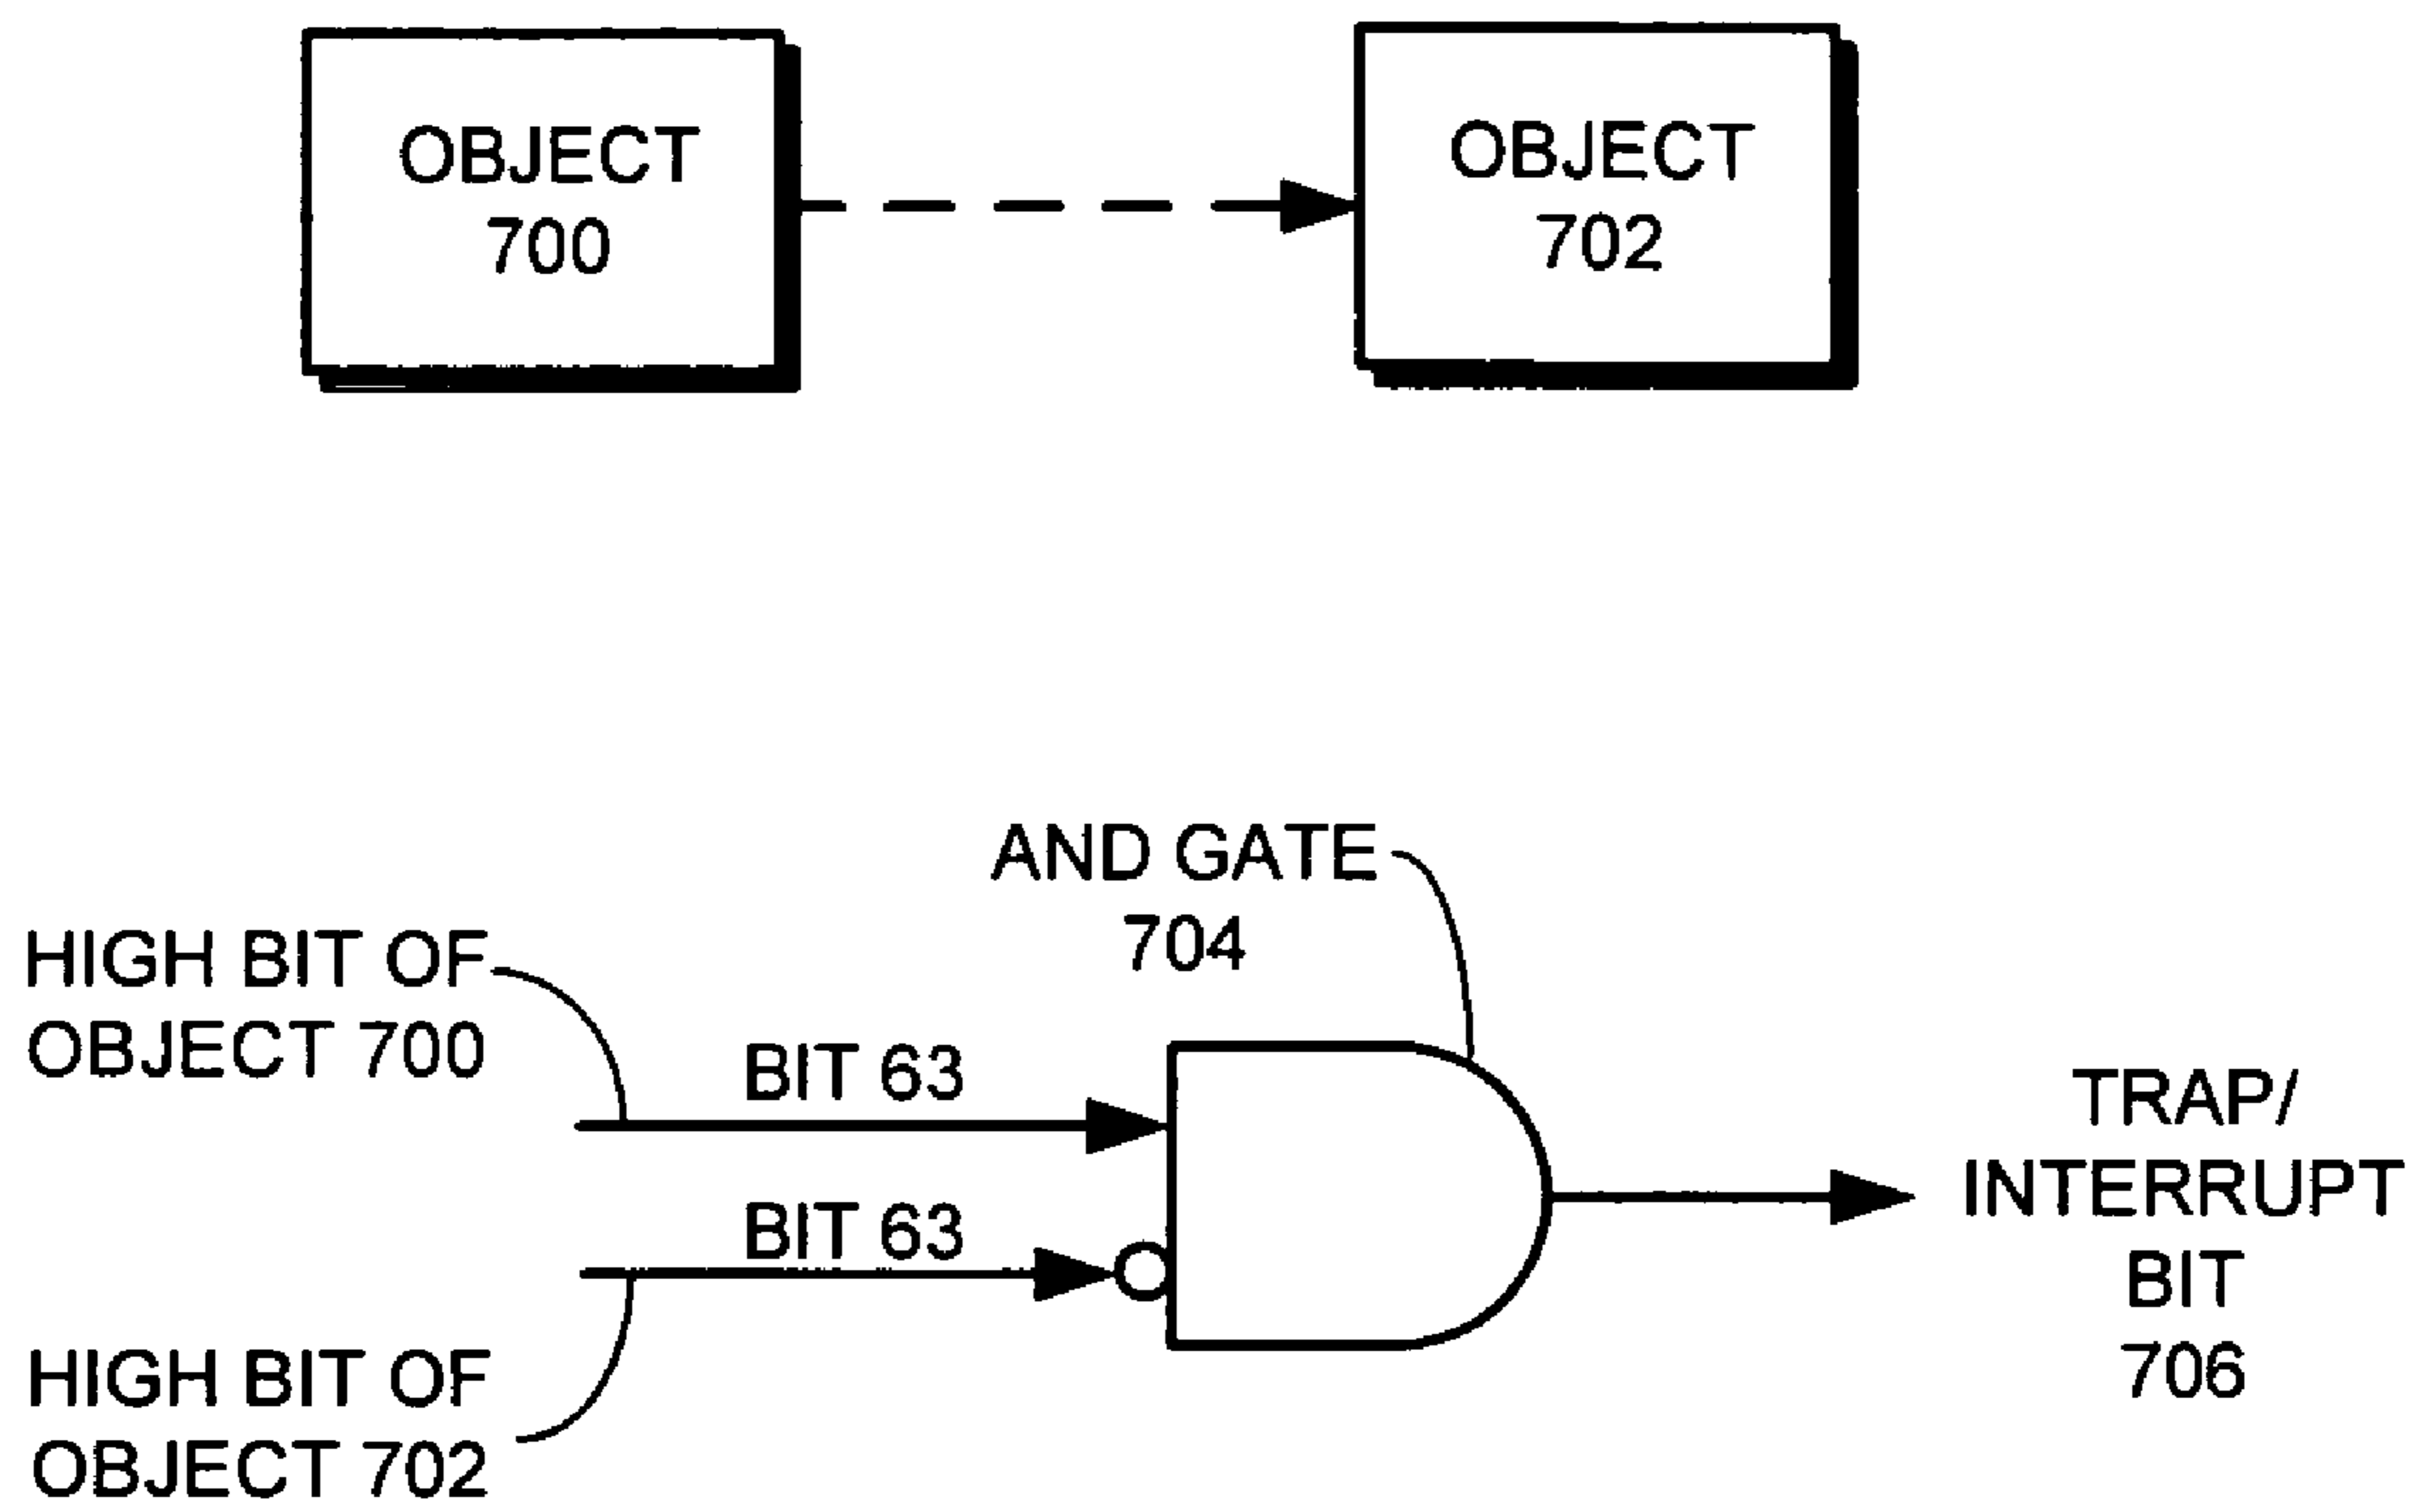 OBJECT
700
OBJECT
702
AND GATE
704
HIGH BIT OF
OBJECT 700
BIT 63
BIT 63
HIGH BIT OF
OBJECT 702
TRAP/
INTERRUPT
BIT
706